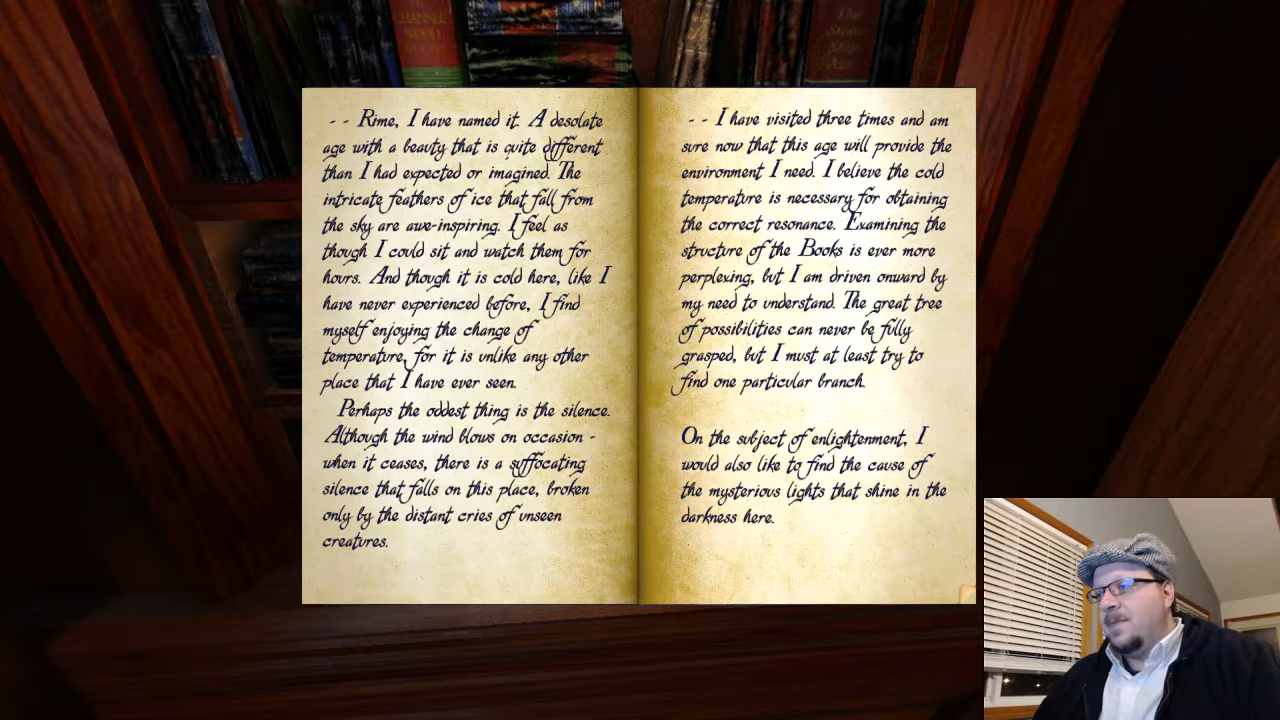 CHANNEL
WOOD
The
Stone
Ship
Age
-- Rime, I have named it. A desolate
age with a beauty that is quite different
than I had expected or imagined. The
intricate feathers of ice that fall from
the sky are awe-inspiring. I feel as
though I could sit and watch them for
hours. And though it is cold here, like I
have never experienced before, I find
myself enjoying the change of
temperature, for it is unlike any other
place that I have ever seen.
Perhaps the oddest thing is the silence.
Although the wind blows on occasion -
when it ceases, there is a suffocating
silence that falls on this place, broken
only by the distant cries of unseen
creatures.
-- I have visited three times and am
sure now that this age will provide the
environment I need. I believe the cold
temperature is necessary for obtaining
the correct resonance. Examining the
structure of the Books is ever more
perplexing, but I am driven onward by
my need to understand. The great tree
of possibilities can never be fully
grasped, but I must at least try to
find one particular branch.
On the subject of enlightenment, I
would also like to find the cause of
the mysterious lights that shine in the
darkness here.